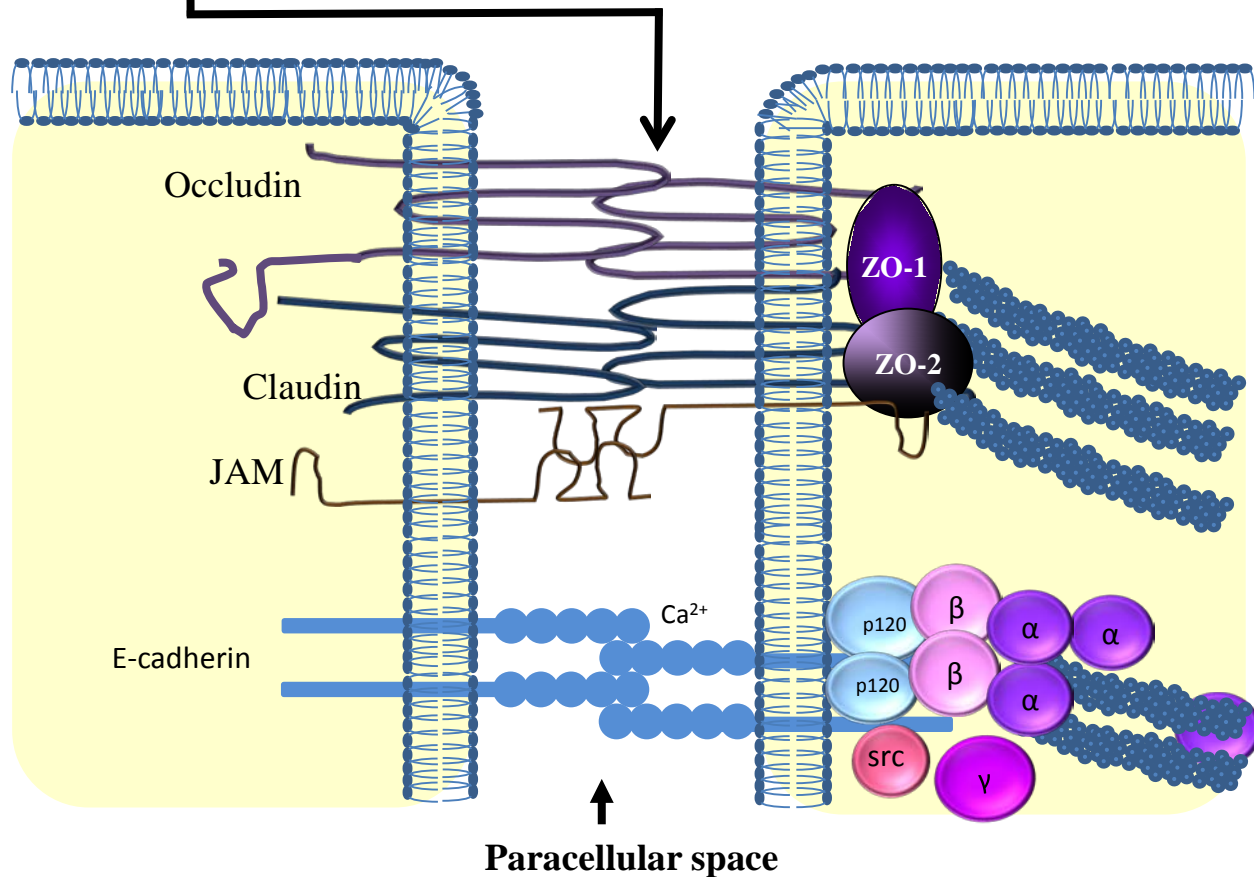 Occludin
ZO-1
ZO-2
Claudin
JAM
Ca²⁺
E-cadherin
p120
β
α
α
p120
β
α
src
γ
Paracellular space